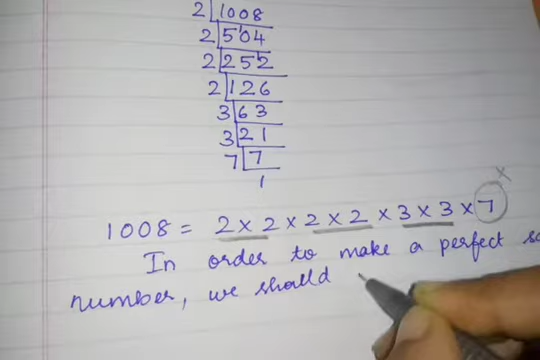 2 1008
2 504
2 252
2 126
3 63
3 21
7 7
1
1008 = 2 × 2 × 2 × 2 × 3 × 3 × 7 ×
In order to make a perfect
number, we should